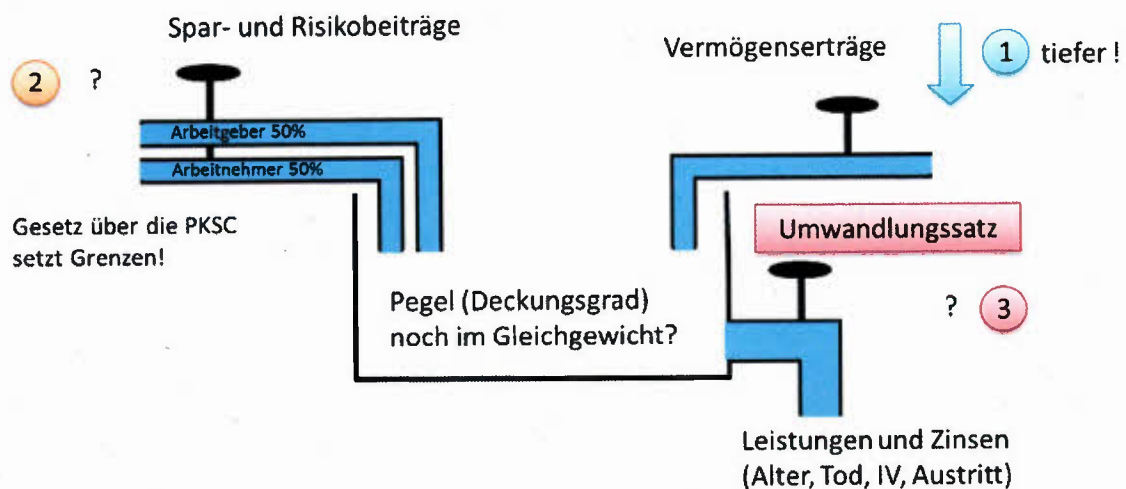 Spar- und Risikobeiträge
Vermögenserträge
1
tiefer !
2
?
Arbeitgeber 50%
Arbeitnehmer 50%
Gesetz über die PKSC
setzt Grenzen!
Umwandlungssatz
Pegel (Deckungsgrad)
noch im Gleichgewicht?
?
3
Leistungen und Zinsen
(Alter, Tod, IV, Austritt)